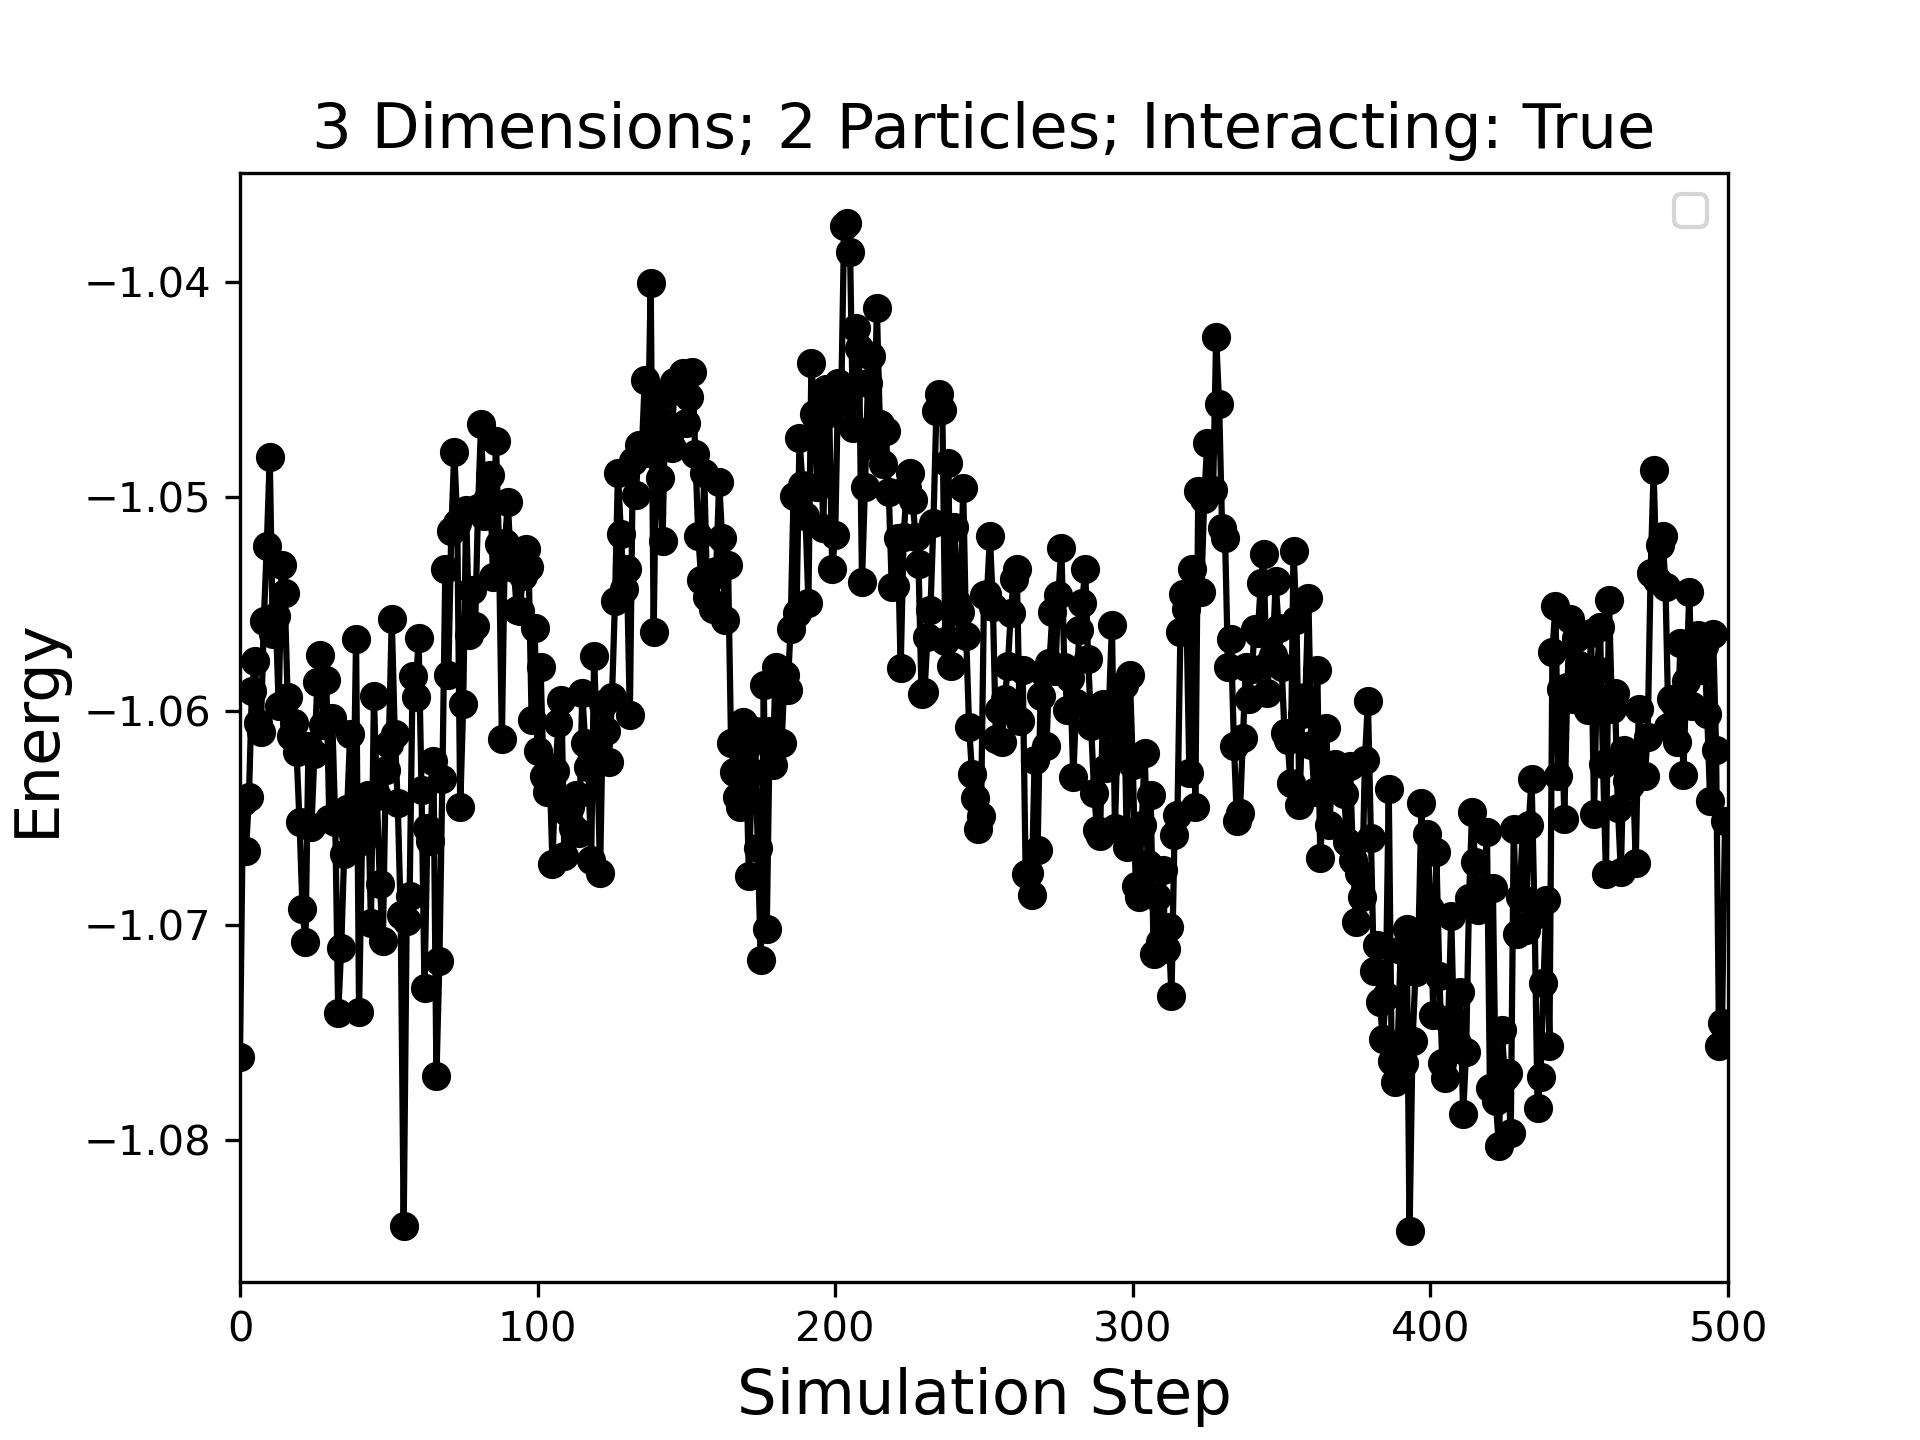 3 Dimensions; 2 Particles; Interacting: True
−1.04
−1.05
−1.06
−1.07
−1.08
Energy
0 100 200 300 400 500
Simulation Step